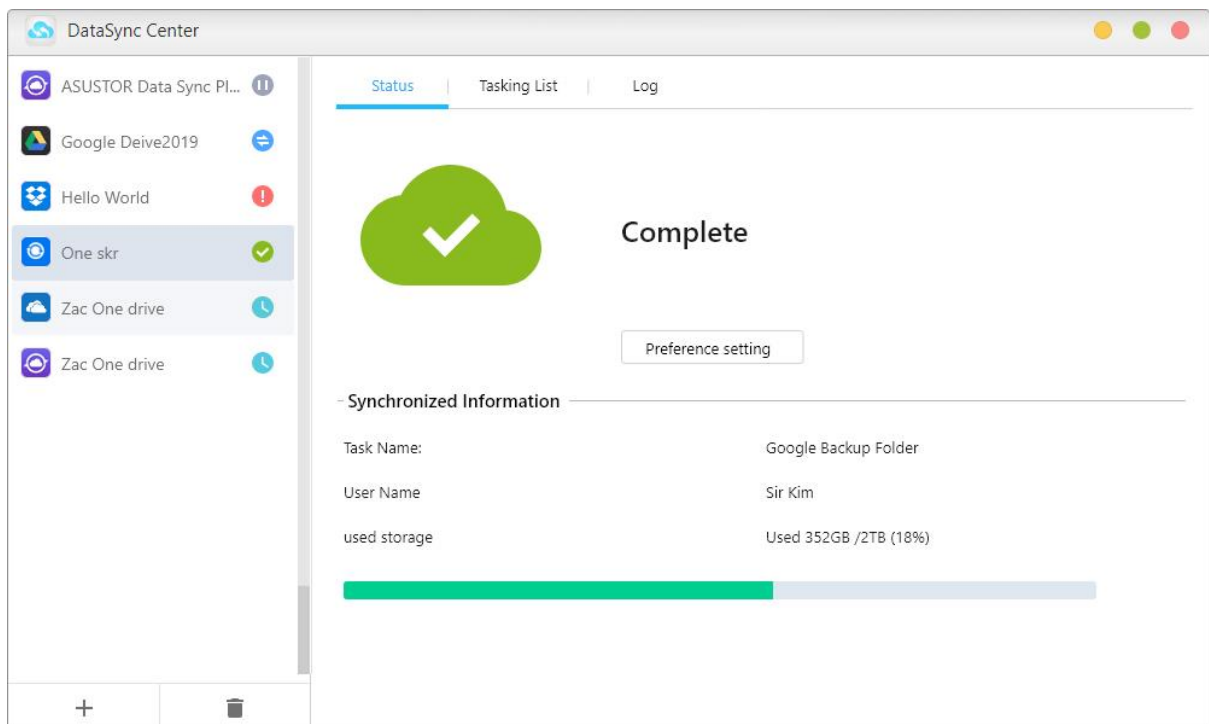 DataSync Center
ASUSTOR Data Sync Pl...
Google Deive2019
Hello World
One skr
Zac One drive
Zac One drive
Status
Tasking List
Log
Complete
Preference setting
Synchronized Information
Task Name: Google Backup Folder
User Name Sir Kim
used storage Used 352GB /2TB (18%)